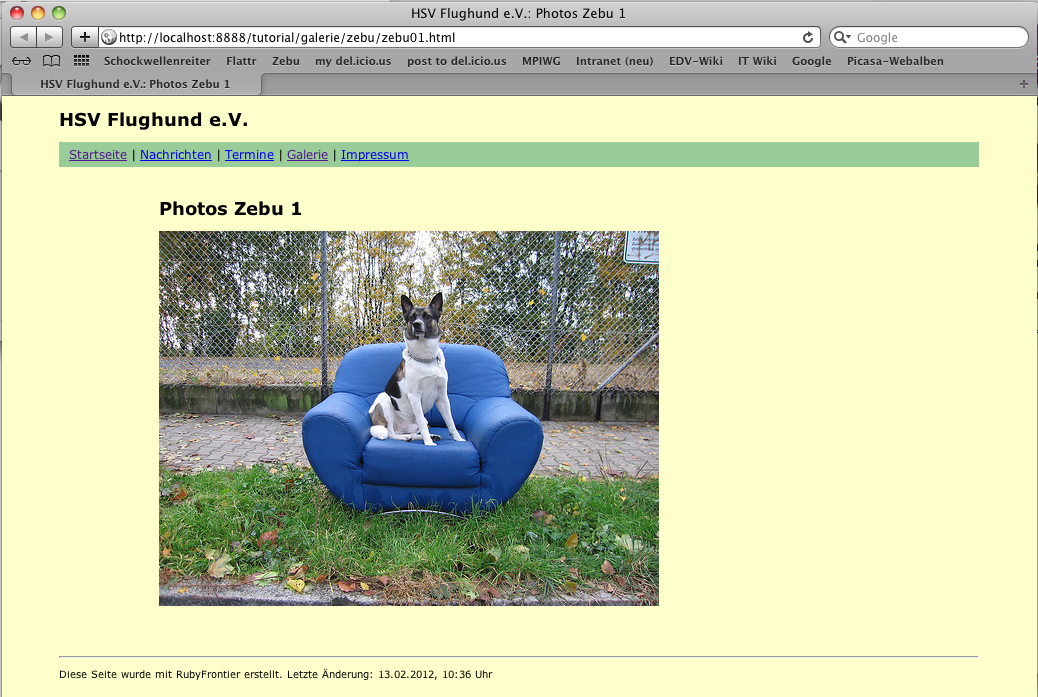 HSV Flughund e.V.: Photos Zebu 1
http://localhost:8888/tutorial/galerie/zebu/zebu01.html
Google
Schockwellenreiter Flattr Zebu my del.icio.us post to del.icio.us MPIWG Intranet (neu) EDV-Wiki IT Wiki Google Picasa-Webalben
HSV Flughund e.V.: Photos Zebu 1
HSV Flughund e.V.
Startseite | Nachrichten | Termine | Galerie | Impressum
Photos Zebu 1
Diese Seite wurde mit RubyFrontier erstellt. Letzte Änderung: 13.02.2012, 10:36 Uhr